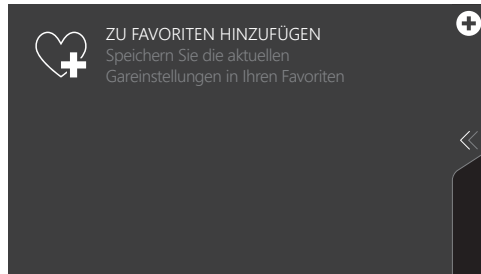 ZU FAVORITEN HINZUFÜGEN
Speichern Sie die aktuellen
Gareinstellungen in Ihren Favoriten